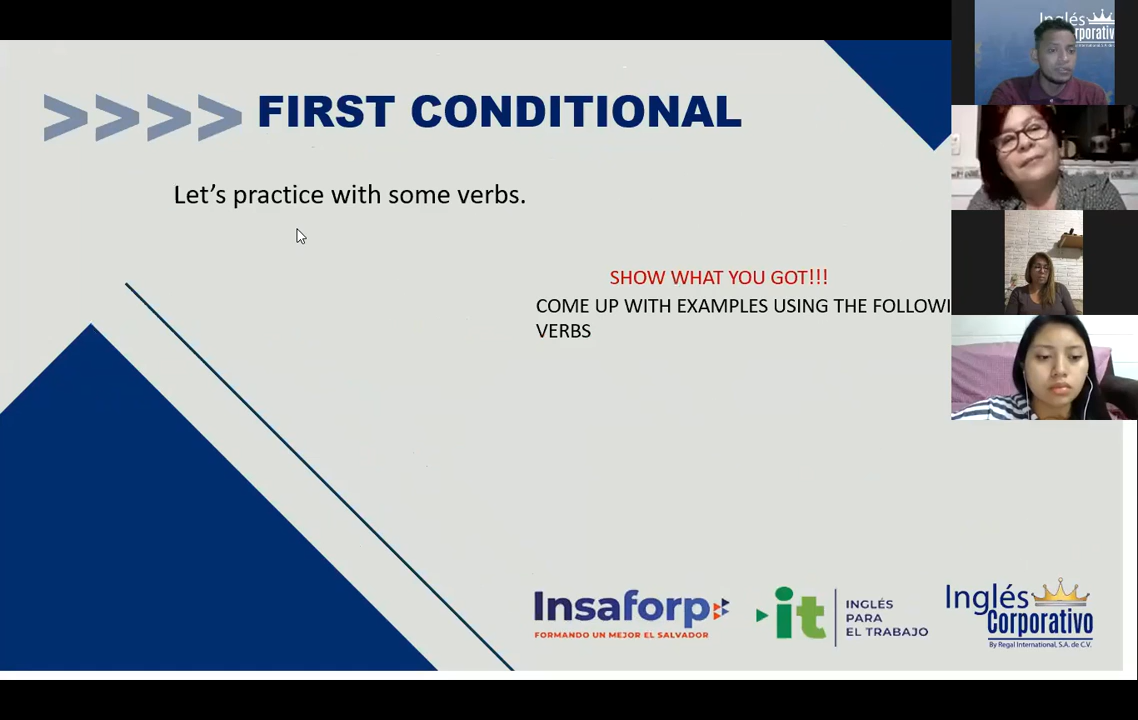 >>>> FIRST CONDITIONAL
Let's practice with some verbs.
SHOW WHAT YOU GOT!!!
COME UP WITH EXAMPLES USING THE FOLLOWI
VERBS
Inglés
Insaforp
FORMANDO UN MEJOR EL SALVADOR
it
INGLÉS
PARA
EL TRABAJO
Inglés
Corporativo
By Regal International, S.A. de C.V.